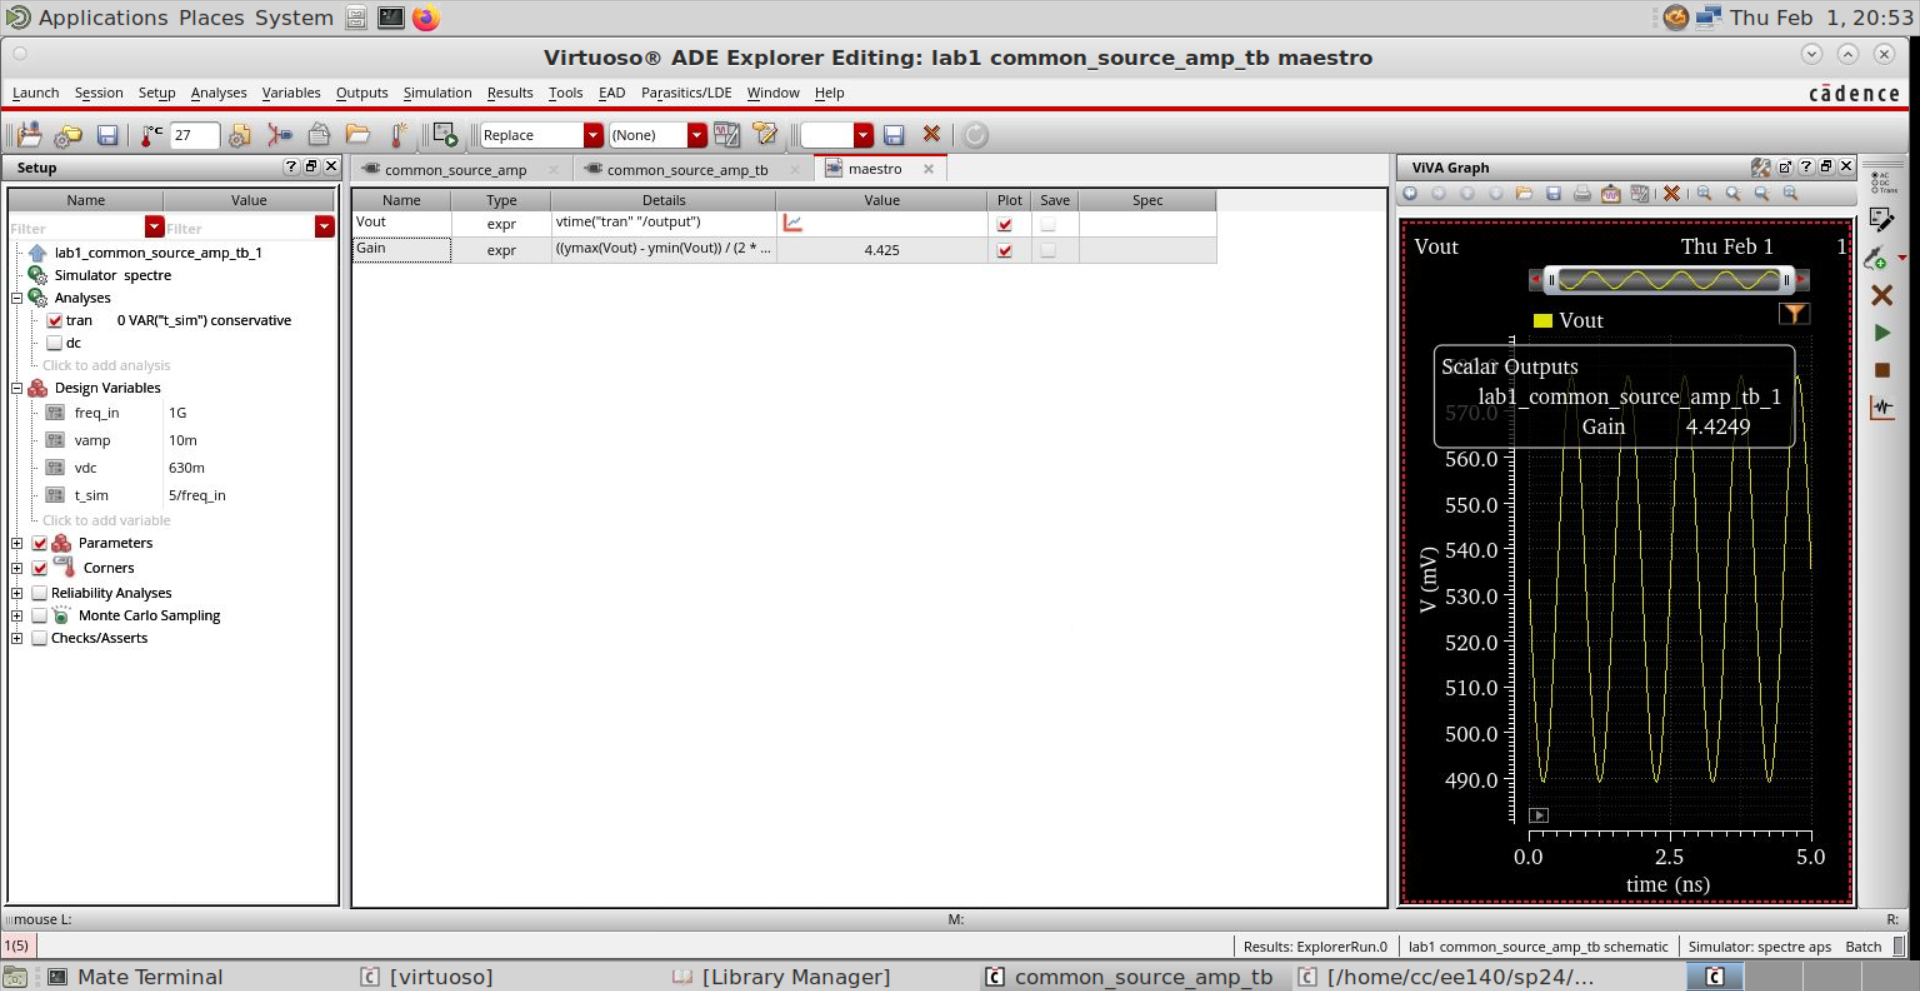 Applications Places System
Thu Feb 1, 20:53
Virtuoso® ADE Explorer Editing: lab1 common_source_amp_tb maestro
Launch Session Setup Analyses Variables Outputs Simulation Results Tools EAD Parasitics/LDE Window Help
cādence
27
Replace
(None)
Setup
common_source_amp
common_source_amp_tb
maestro
ViVA Graph
Name Value
Filter Filter
lab1_common_source_amp_tb_1
Simulator spectre
Analyses
tran 0 VAR("t_sim") conservative
dc
Click to add analysis
Design Variables
freq_in 1G
vamp 10m
vdc 630m
t_sim 5/freq_in
Click to add variable
Parameters
Corners
Reliability Analyses
Monte Carlo Sampling
Checks/Asserts
Name Type Details Value Plot Save Spec
Vout expr vtime("tran" "/output")
Gain expr ((ymax(Vout) - ymin(Vout)) / (2 * ... 4.425
Vout Thu Feb 1 1
Vout
Scalar Outputs
lab1_common_source_amp_tb_1
Gain 4.4249
570.0
560.0
550.0
540.0
530.0
520.0
510.0
500.0
490.0
V (mV)
0.0 2.5 5.0
time (ns)
AC
DC
Trans
mouse L: M: R:
1(5)
Results: ExplorerRun.0 lab1 common_source_amp_tb schematic Simulator: spectre aps Batch
Mate Terminal [virtuoso] [Library Manager] common_source_amp_tb [/home/cc/ee140/sp24/...